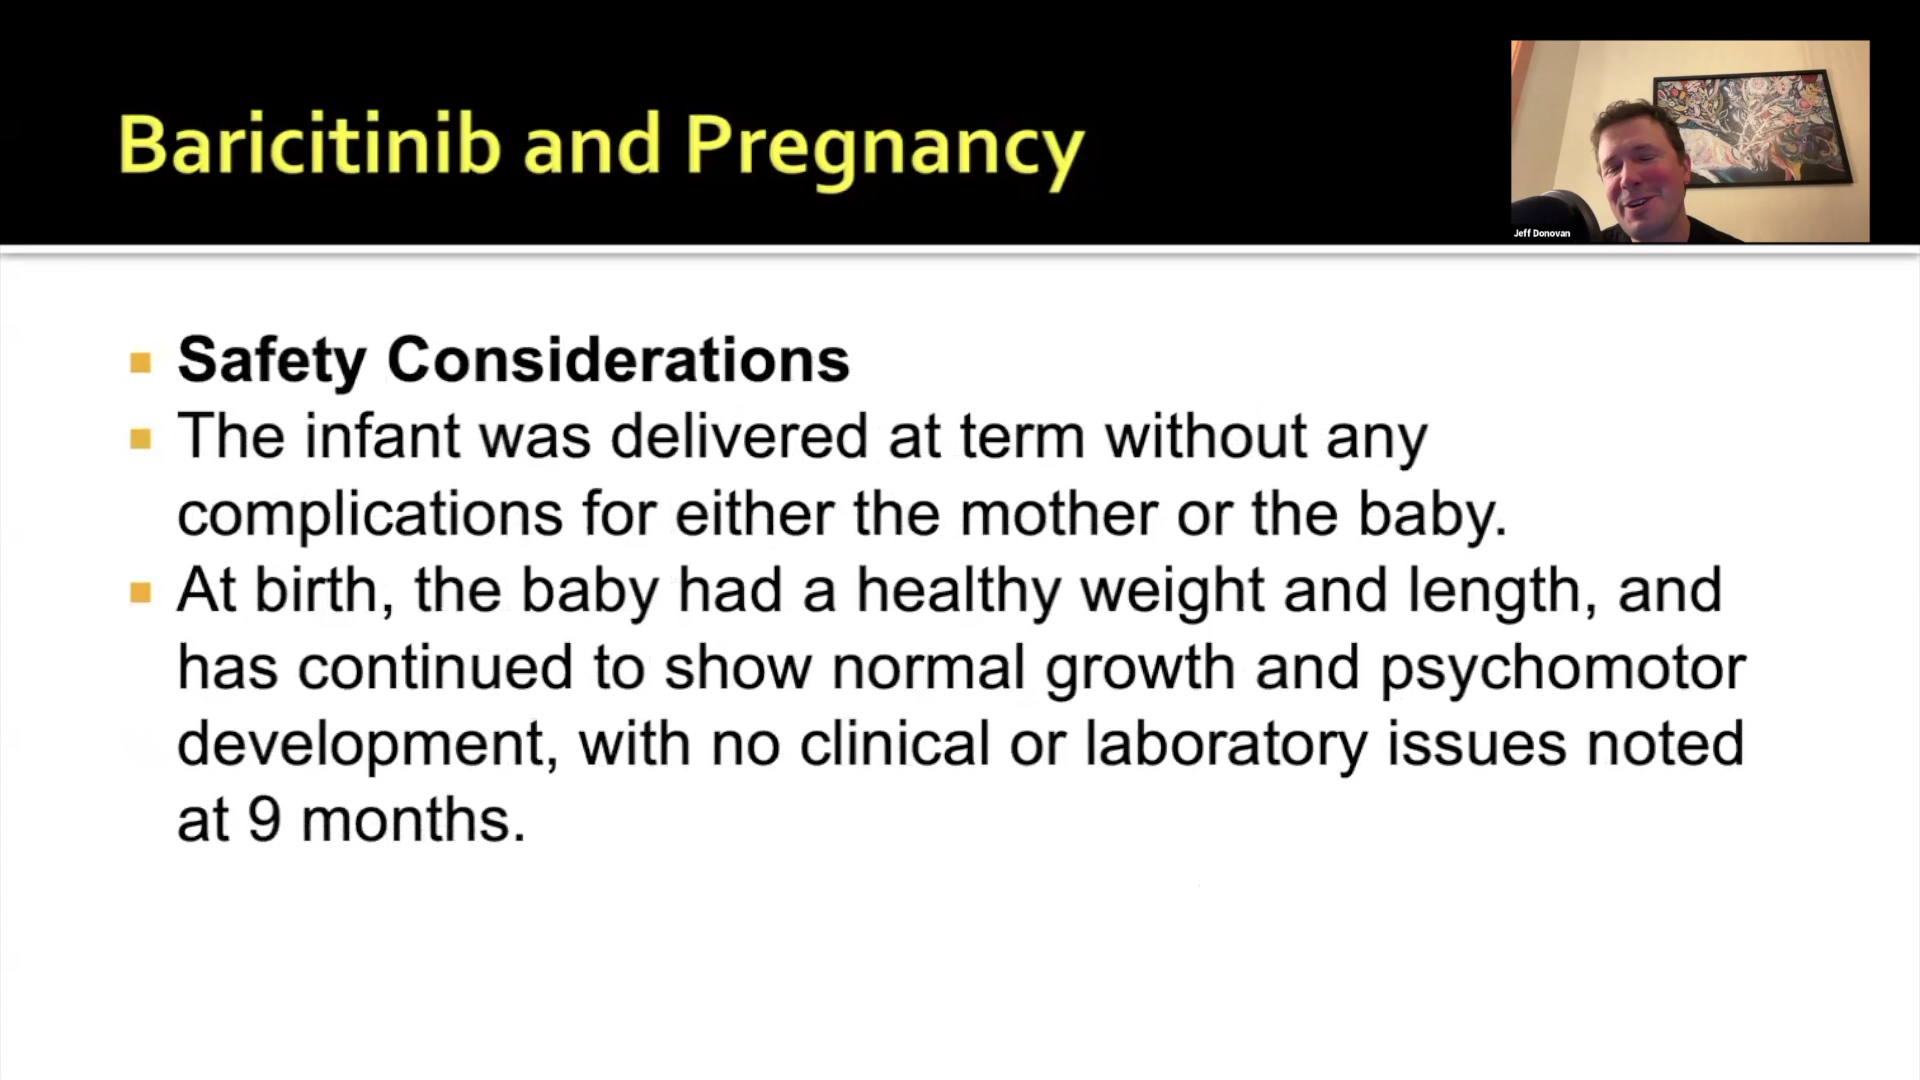 Baricitinib and Pregnancy
Jeff Donovan
Safety Considerations
The infant was delivered at term without any
complications for either the mother or the baby.
At birth, the baby had a healthy weight and length, and
has continued to show normal growth and psychomotor
development, with no clinical or laboratory issues noted
at 9 months.